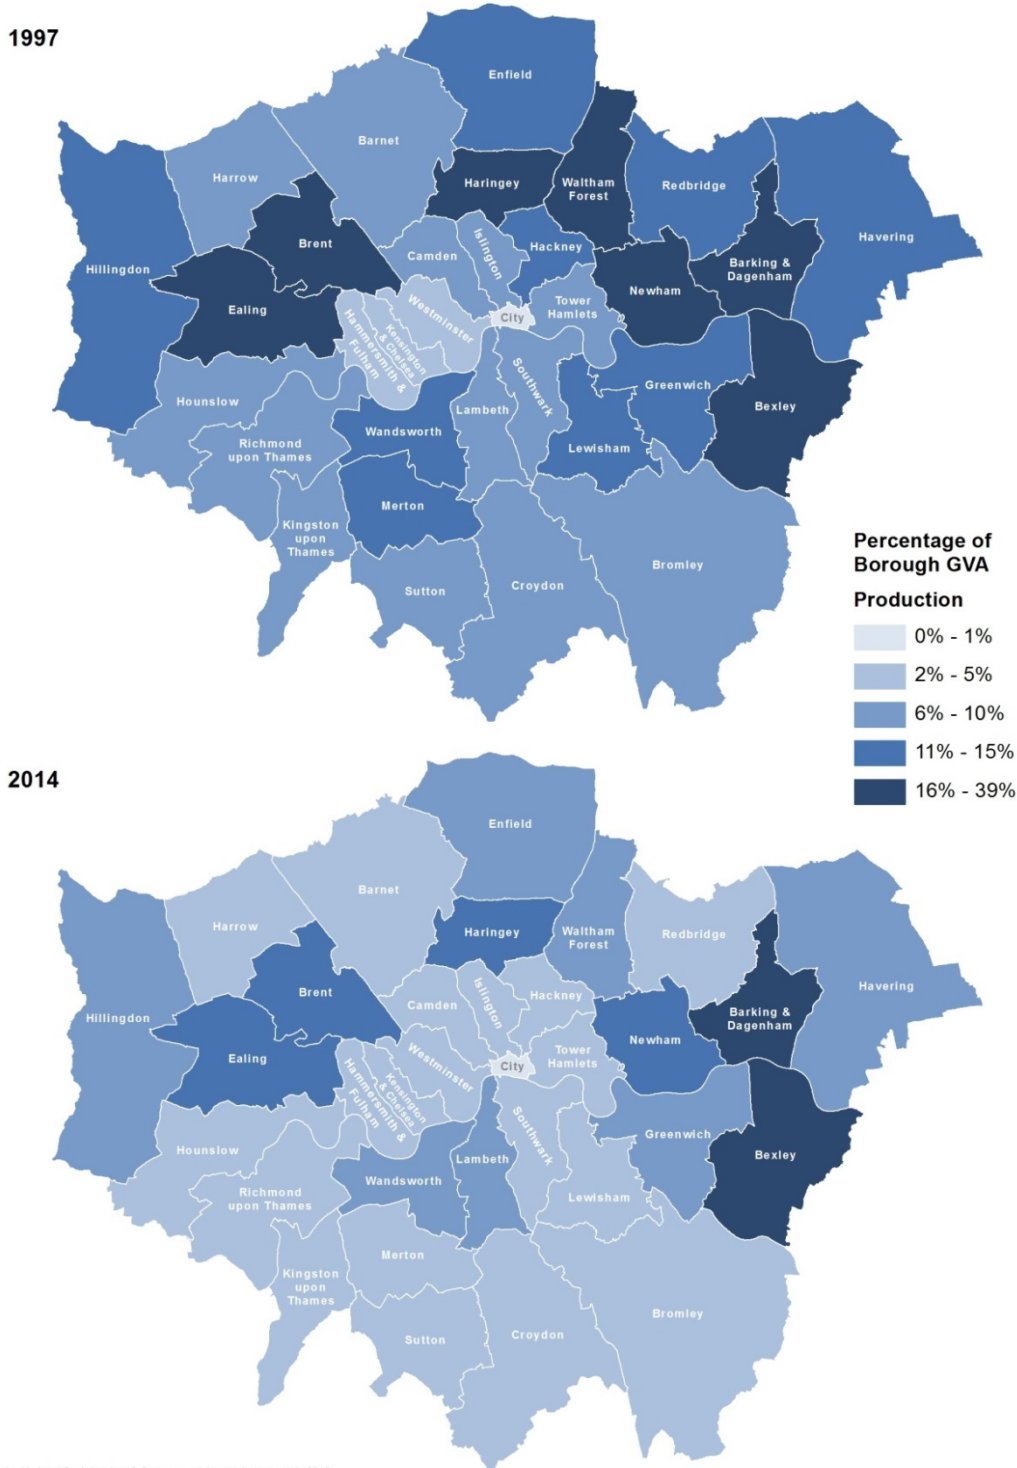 1997
Enfield
Barnet
Harrow
Haringey
Waltham
Forest
Redbridge
Havering
Brent
Hillingdon
Camden
Islington
Hackney
Barking &
Dagenham
Newham
Ealing
Westminster
City
Tower
Hamlets
Kensington
& Chelsea
Hammersmith &
Fulham
Hounslow
Southwark
Greenwich
Bexley
Lambeth
Wandsworth
Richmond
upon Thames
Lewisham
Merton
Kingston
upon
Thames
Sutton
Croydon
Bromley
Percentage of
Borough GVA
Production
0% - 1%
2% - 5%
6% - 10%
11% - 15%
16% - 39%
2014
Enfield
Barnet
Harrow
Haringey
Waltham
Forest
Redbridge
Havering
Brent
Hillingdon
Camden
Islington
Hackney
Barking &
Dagenham
Newham
Ealing
Westminster
City
Tower
Hamlets
Kensington
& Chelsea
Hammersmith &
Fulham
Hounslow
Southwark
Greenwich
Bexley
Lambeth
Wandsworth
Richmond
upon Thames
Lewisham
Merton
Kingston
upon
Thames
Sutton
Croydon
Bromley